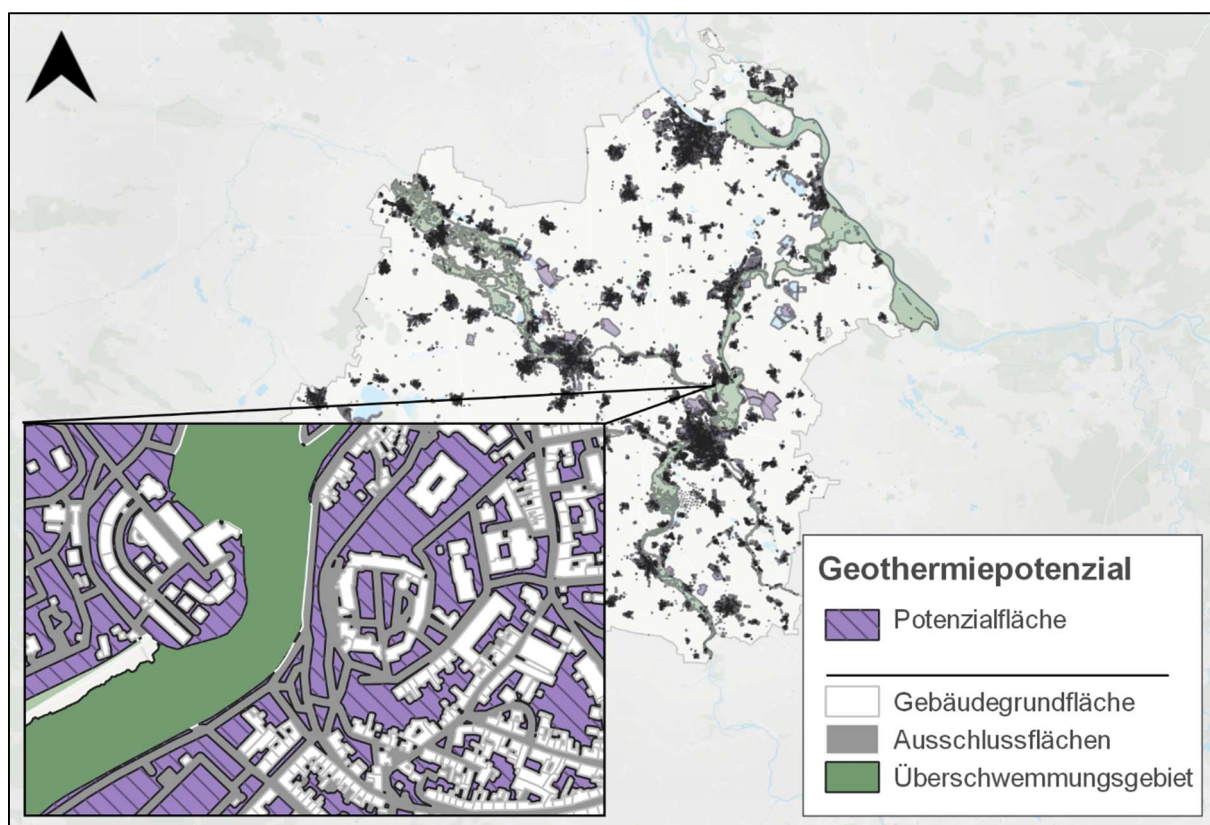 Geothermiepotenzial
Potenzialfläche
Gebäudegrundfläche
Ausschlussflächen
Überschwemmungsgebiet